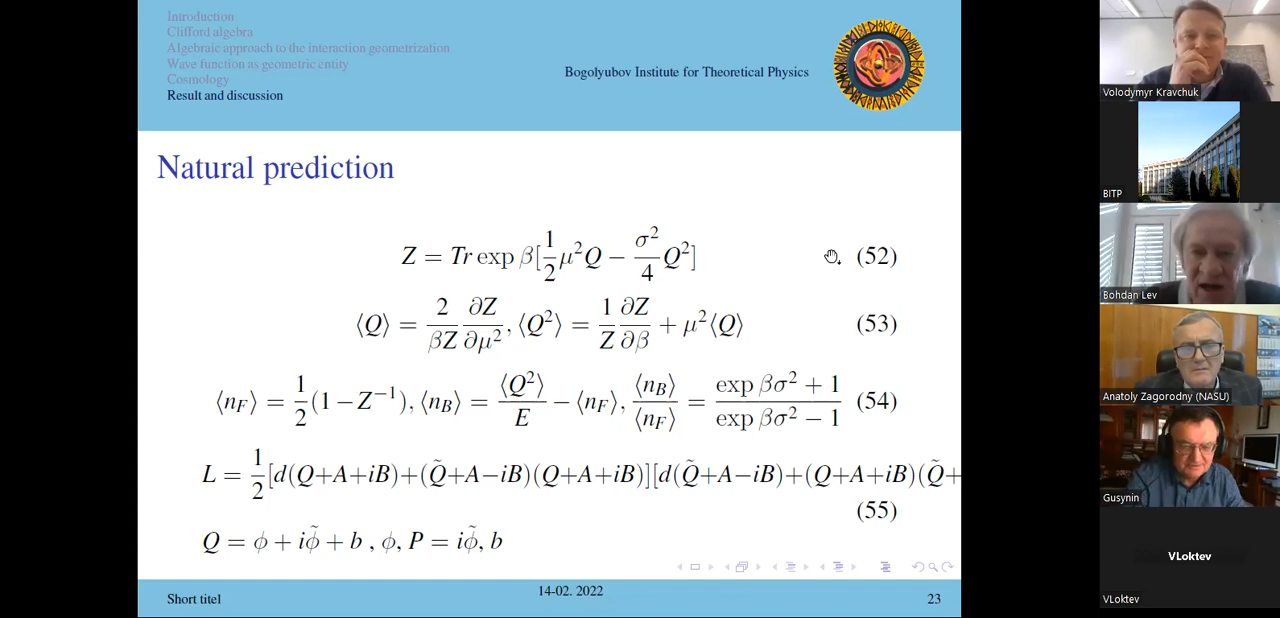 Introduction
Clifford algebra
Algebraic approach to the interaction geometrization
Wave function as geometric entity
Cosmology
Result and discussion
Bogolyubov Institute for Theoretical Physics
Natural prediction
Z = Tr exp β[1/2 μ²Q − σ²/4 Q²] (52)
⟨Q⟩ = 2/βZ ∂Z/∂μ², ⟨Q²⟩ = 1/Z ∂Z/∂β + μ²⟨Q⟩ (53)
⟨n_F⟩ = 1/2(1 − Z⁻¹), ⟨n_B⟩ = ⟨Q²⟩/E − ⟨n_F⟩, ⟨n_B⟩/⟨n_F⟩ = exp βσ² + 1/exp βσ² − 1 (54)
L = 1/2[d(Q+A+iB)+(Q̃+A−iB)(Q+A+iB)][d(Q̃+A−iB)+(Q+A+iB)(Q̃+
(55)
Q = ϕ + iϕ̃ + b , ϕ, P = iϕ̃, b
Short titel
14-02. 2022
23
Volodymyr Kravchuk
BITP
Bohdan Lev
Anatoly Zagorodny (NASU)
Gusynin
VLoktev
VLoktev